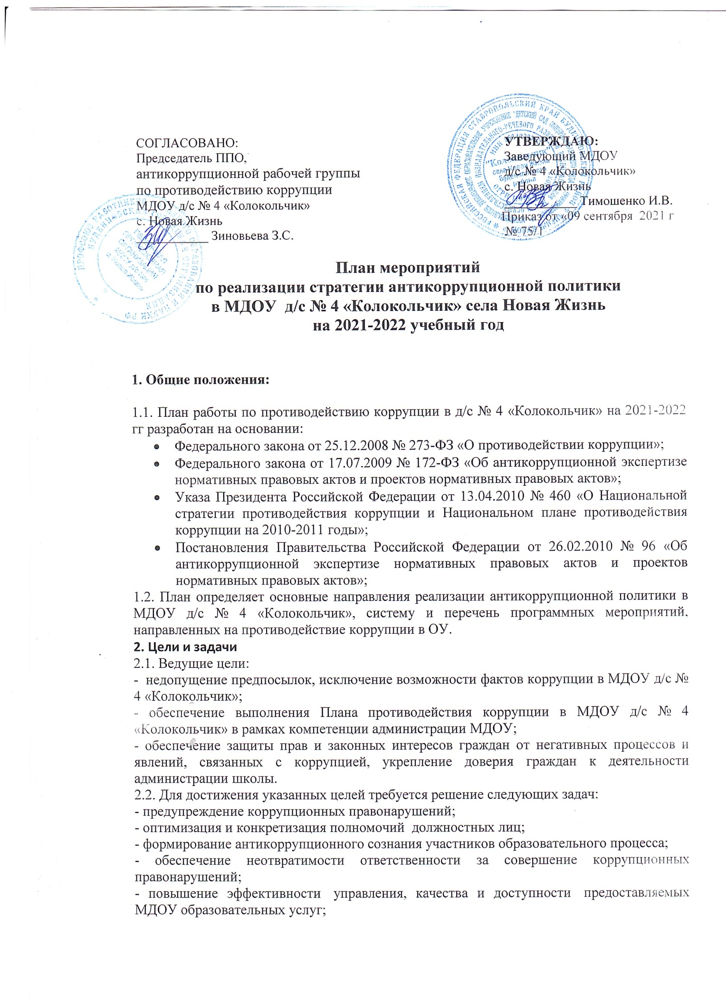 СОГЛАСОВАНО:
Председатель ППО,
антикоррупционной рабочей группы
по противодействию коррупции
МДОУ д/с № 4 «Колокольчик»
с. Новая Жизнь
___________ Зиновьева З.С.
УТВЕРЖДАЮ:
Заведующий МДОУ
д/с № 4 «Колокольчик»
с. Новая Жизнь
___________ Тимошенко И.В.
Приказ от «09 сентября 2021 г
№ 75/1
План мероприятий
по реализации стратегии антикоррупционной политики
в МДОУ д/с № 4 «Колокольчик» села Новая Жизнь
на 2021-2022 учебный год
1. Общие положения:
1.1. План работы по противодействию коррупции в д/с № 4 «Колокольчик» на 2021-2022
гг разработан на основании:
• Федерального закона от 25.12.2008 № 273-ФЗ «О противодействии коррупции»;
• Федерального закона от 17.07.2009 № 172-ФЗ «Об антикоррупционной экспертизе
нормативных правовых актов и проектов нормативных правовых актов»;
• Указа Президента Российской Федерации от 13.04.2010 № 460 «О Национальной
стратегии противодействия коррупции и Национальном плане противодействия
коррупции на 2010-2011 годы»;
• Постановления Правительства Российской Федерации от 26.02.2010 № 96 «Об
антикоррупционной экспертизе нормативных правовых актов и проектов
нормативных правовых актов»;
1.2. План определяет основные направления реализации антикоррупционной политики в
МДОУ д/с № 4 «Колокольчик», систему и перечень программных мероприятий,
направленных на противодействие коррупции в ОУ.
2. Цели и задачи
2.1. Ведущие цели:
- недопущение предпосылок, исключение возможности фактов коррупции в МДОУ д/с №
4 «Колокольчик»;
- обеспечение выполнения Плана противодействия коррупции в МДОУ д/с № 4
«Колокольчик» в рамках компетенции администрации МДОУ;
- обеспечение защиты прав и законных интересов граждан от негативных процессов и
явлений, связанных с коррупцией, укрепление доверия граждан к деятельности
администрации школы.
2.2. Для достижения указанных целей требуется решение следующих задач:
- предупреждение коррупционных правонарушений;
- оптимизация и конкретизация полномочий должностных лиц;
- формирование антикоррупционного сознания участников образовательного процесса;
- обеспечение неотвратимости ответственности за совершение коррупционных
правонарушений;
- повышение эффективности управления, качества и доступности предоставляемых
МДОУ образовательных услуг;